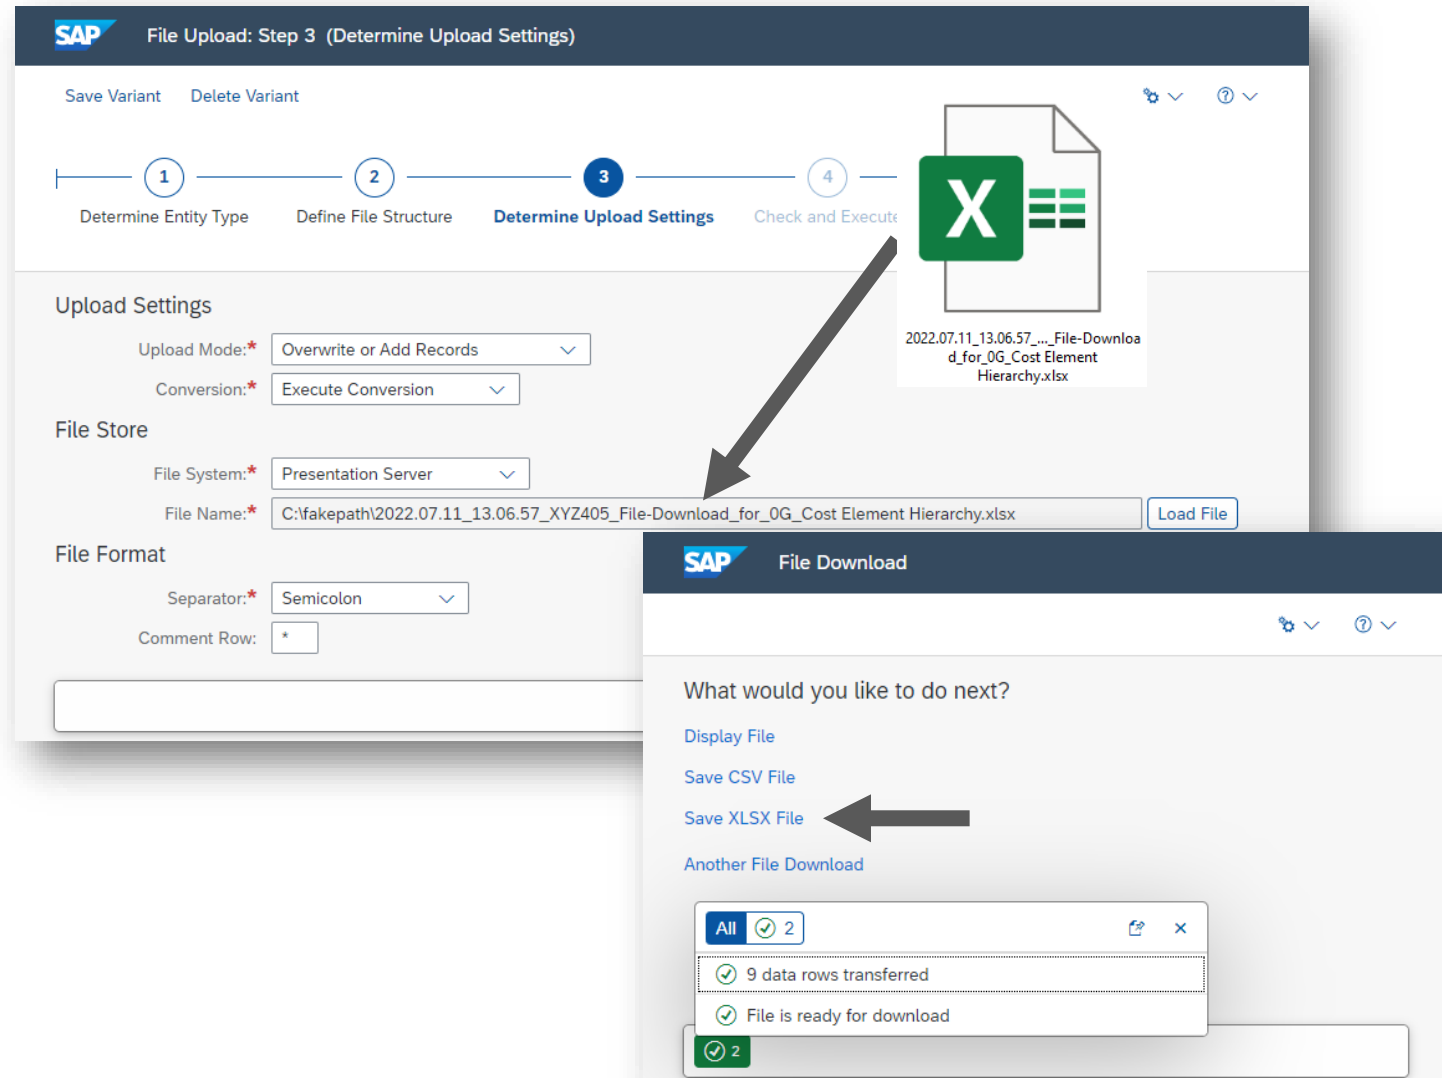 SAP File Upload: Step 3 (Determine Upload Settings)
Save Variant Delete Variant
1 2 3 4
Determine Entity Type Define File Structure Determine Upload Settings Check and Execute
X
2022.07.11_13.06.57_..._File-Downloa
d_for_0G_Cost Element
Hierarchy.xlsx
Upload Settings
Upload Mode:* Overwrite or Add Records
Conversion:* Execute Conversion
File Store
File System:* Presentation Server
File Name:* C:\fakepath\2022.07.11_13.06.57_XYZ405_File-Download_for_0G_Cost Element Hierarchy.xlsx Load File
File Format
Separator:* Semicolon
Comment Row: *
SAP File Download
What would you like to do next?
Display File
Save CSV File
Save XLSX File
Another File Download
All 2
9 data rows transferred
File is ready for download
2